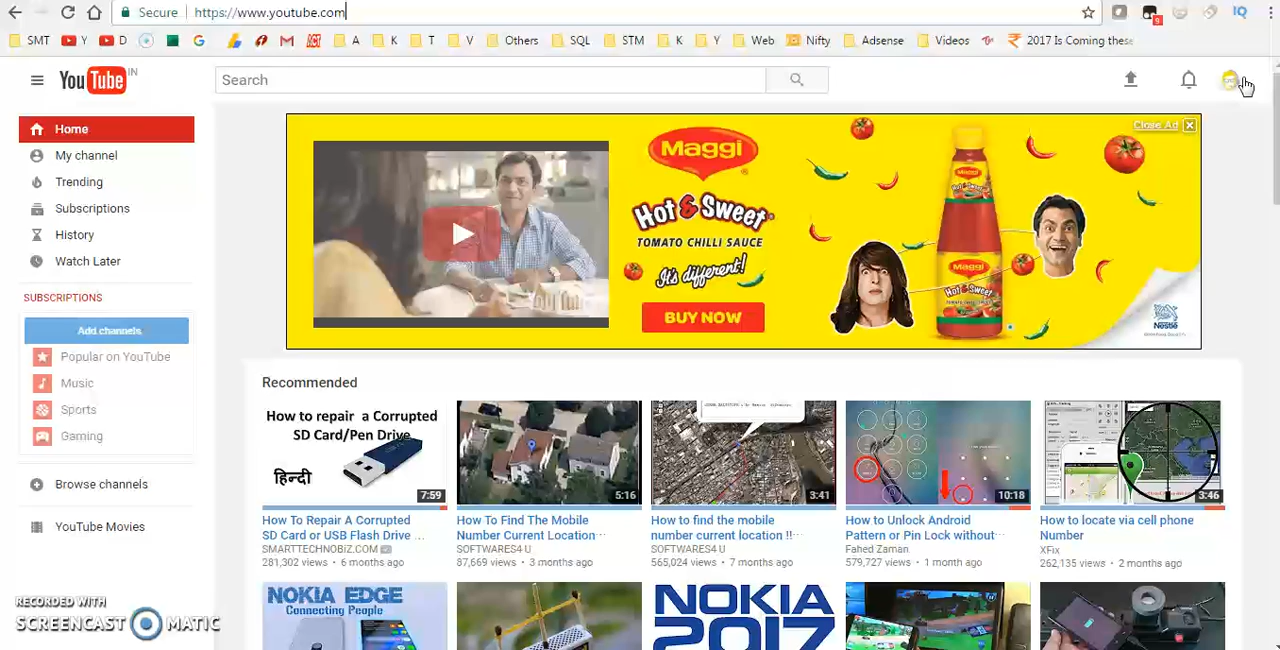 Secure https://www.youtube.com
9
IQ
SMT Y D A K T V Others SQL STM K Y Web Nifty Adsense Videos 2017 Is Coming these
YouTube IN
Search
Home
My channel
Trending
Subscriptions
History
Watch Later
SUBSCRIPTIONS
Add channels
Popular on YouTube
Music
Sports
Gaming
Browse channels
YouTube Movies
Close Ad X
Maggi
Hot & Sweet
TOMATO CHILLI SAUCE
It's different!
BUY NOW
Maggi
Hot & Sweet
Nestle
Recommended
How to repair a Corrupted
SD Card/Pen Drive
हिन्दी
7:59
How To Repair A Corrupted
SD Card or USB Flash Drive ...
SMARTTECHNOBIZ.COM
281,302 views • 6 months ago
5:16
How To Find The Mobile
Number Current Location...
SOFTWARES4 U
87,669 views • 3 months ago
3:41
How to find the mobile
number current location !!...
SOFTWARES4 U
565,024 views • 7 months ago
10:18
How to Unlock Android
Pattern or Pin Lock without...
Fahed Zaman
579,727 views • 1 month ago
3:46
How to locate via cell phone
Number
XFix
262,135 views • 2 months ago
NOKIA EDGE
Connecting People
NOKIA
2017
RECORDED WITH
SCREENCAST MATIC